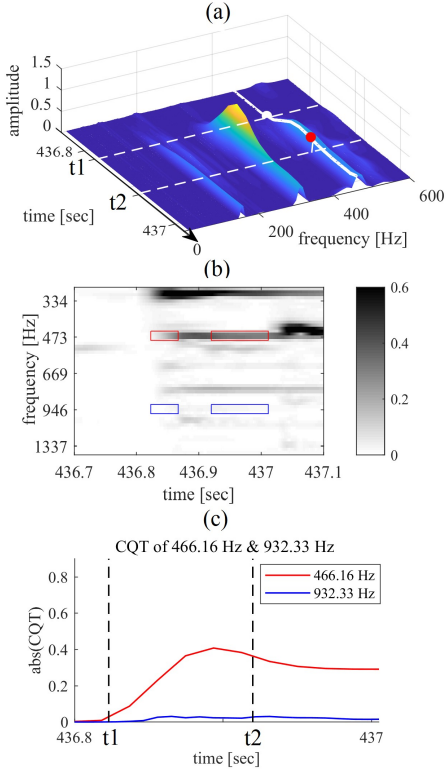 (a)
amplitude
1.5
1
0.5
0
436.8
t1
t2
time [sec]
437
0
200
400
600
frequency [Hz]
(b)
frequency [Hz]
334
473
669
946
1337
436.7
436.8
436.9
437
437.1
time [sec]
0.6
0.4
0.2
0
(c)
CQT of 466.16 Hz & 932.33 Hz
abs(CQT)
0.8
0.6
0.4
0.2
0
466.16 Hz
932.33 Hz
436.8
t1
t2
437
time [sec]